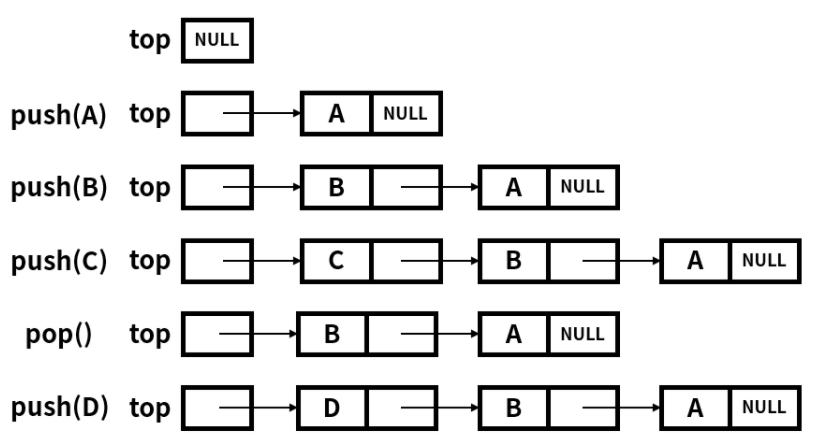 top NULL
push(A) top A NULL
push(B) top B A NULL
push(C) top C B A NULL
pop() top B A NULL
push(D) top D B A NULL